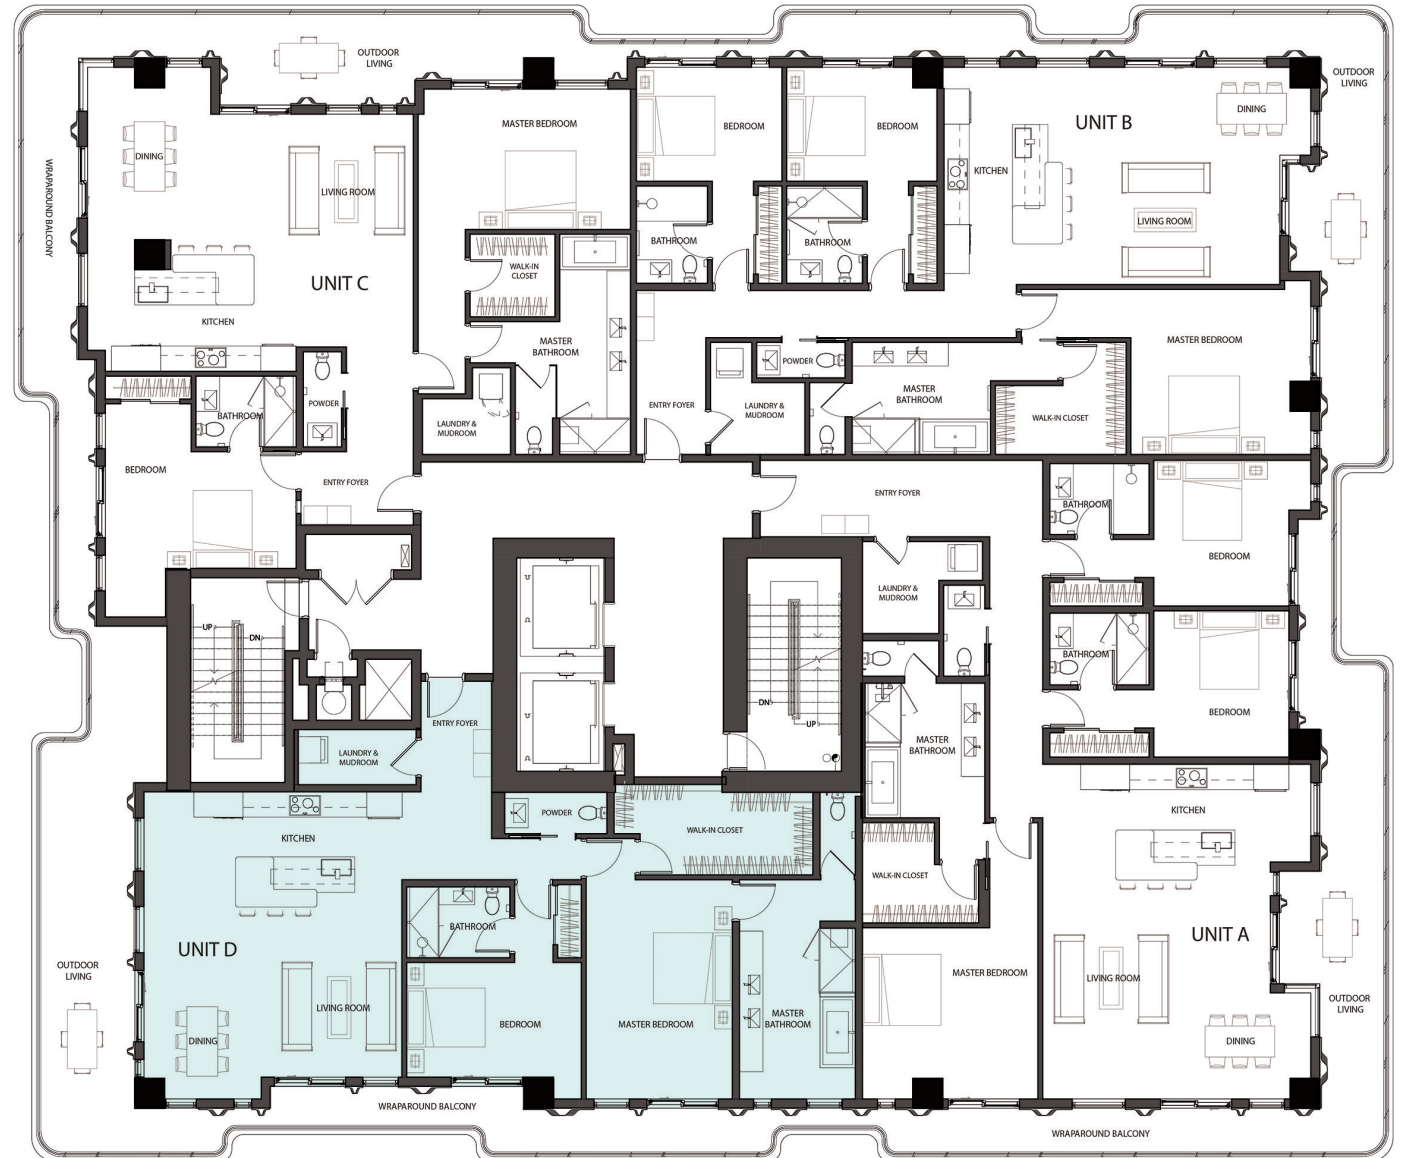 OUTDOOR
LIVING
OUTDOOR
LIVING
DINING
UNIT B
MASTER BEDROOM
BEDROOM
BEDROOM
DINING
WRAPAROUND BALCONY
LIVING ROOM
KITCHEN
LIVING ROOM
BATHROOM
BATHROOM
WALK-IN
CLOSET
UNIT C
KITCHEN
MASTER
BATHROOM
MASTER BEDROOM
POWDER
MASTER
BATHROOM
BATHROOM
POWDER
ENTRY FOYER
LAUNDRY &
MUDROOM
WALK-IN CLOSET
LAUNDRY &
MUDROOM
BEDROOM
ENTRY FOYER
ENTRY FOYER
BATHROOM
BEDROOM
LAUNDRY &
MUDROOM
UP
DN
BATHROOM
DN
UP
BEDROOM
ENTRY FOYER
LAUNDRY &
MUDROOM
MASTER
BATHROOM
KITCHEN
POWDER
WALK-IN CLOSET
KITCHEN
WALK-IN CLOSET
BATHROOM
UNIT D
UNIT A
OUTDOOR
LIVING
MASTER BEDROOM
LIVING ROOM
LIVING ROOM
OUTDOOR
LIVING
BEDROOM
MASTER BEDROOM
MASTER
BATHROOM
DINING
DINING
WRAPAROUND BALCONY
WRAPAROUND BALCONY